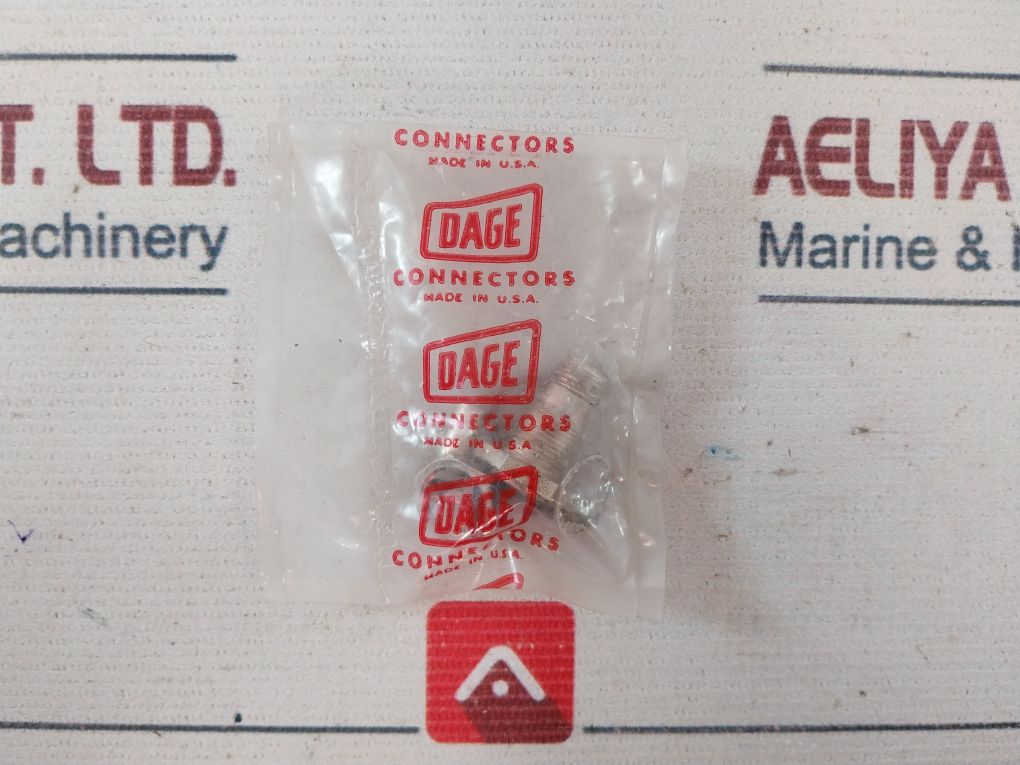 T. LTD.
achinery
CONNECTORS
MADE IN U.S.A.
DAGE
CONNECTORS
MADE IN U.S.A.
DAGE
CONNECTORS
MADE IN U.S.A
DAGE
CONNECTORS
MADE IN U.S.A.
AELIYA
Marine &